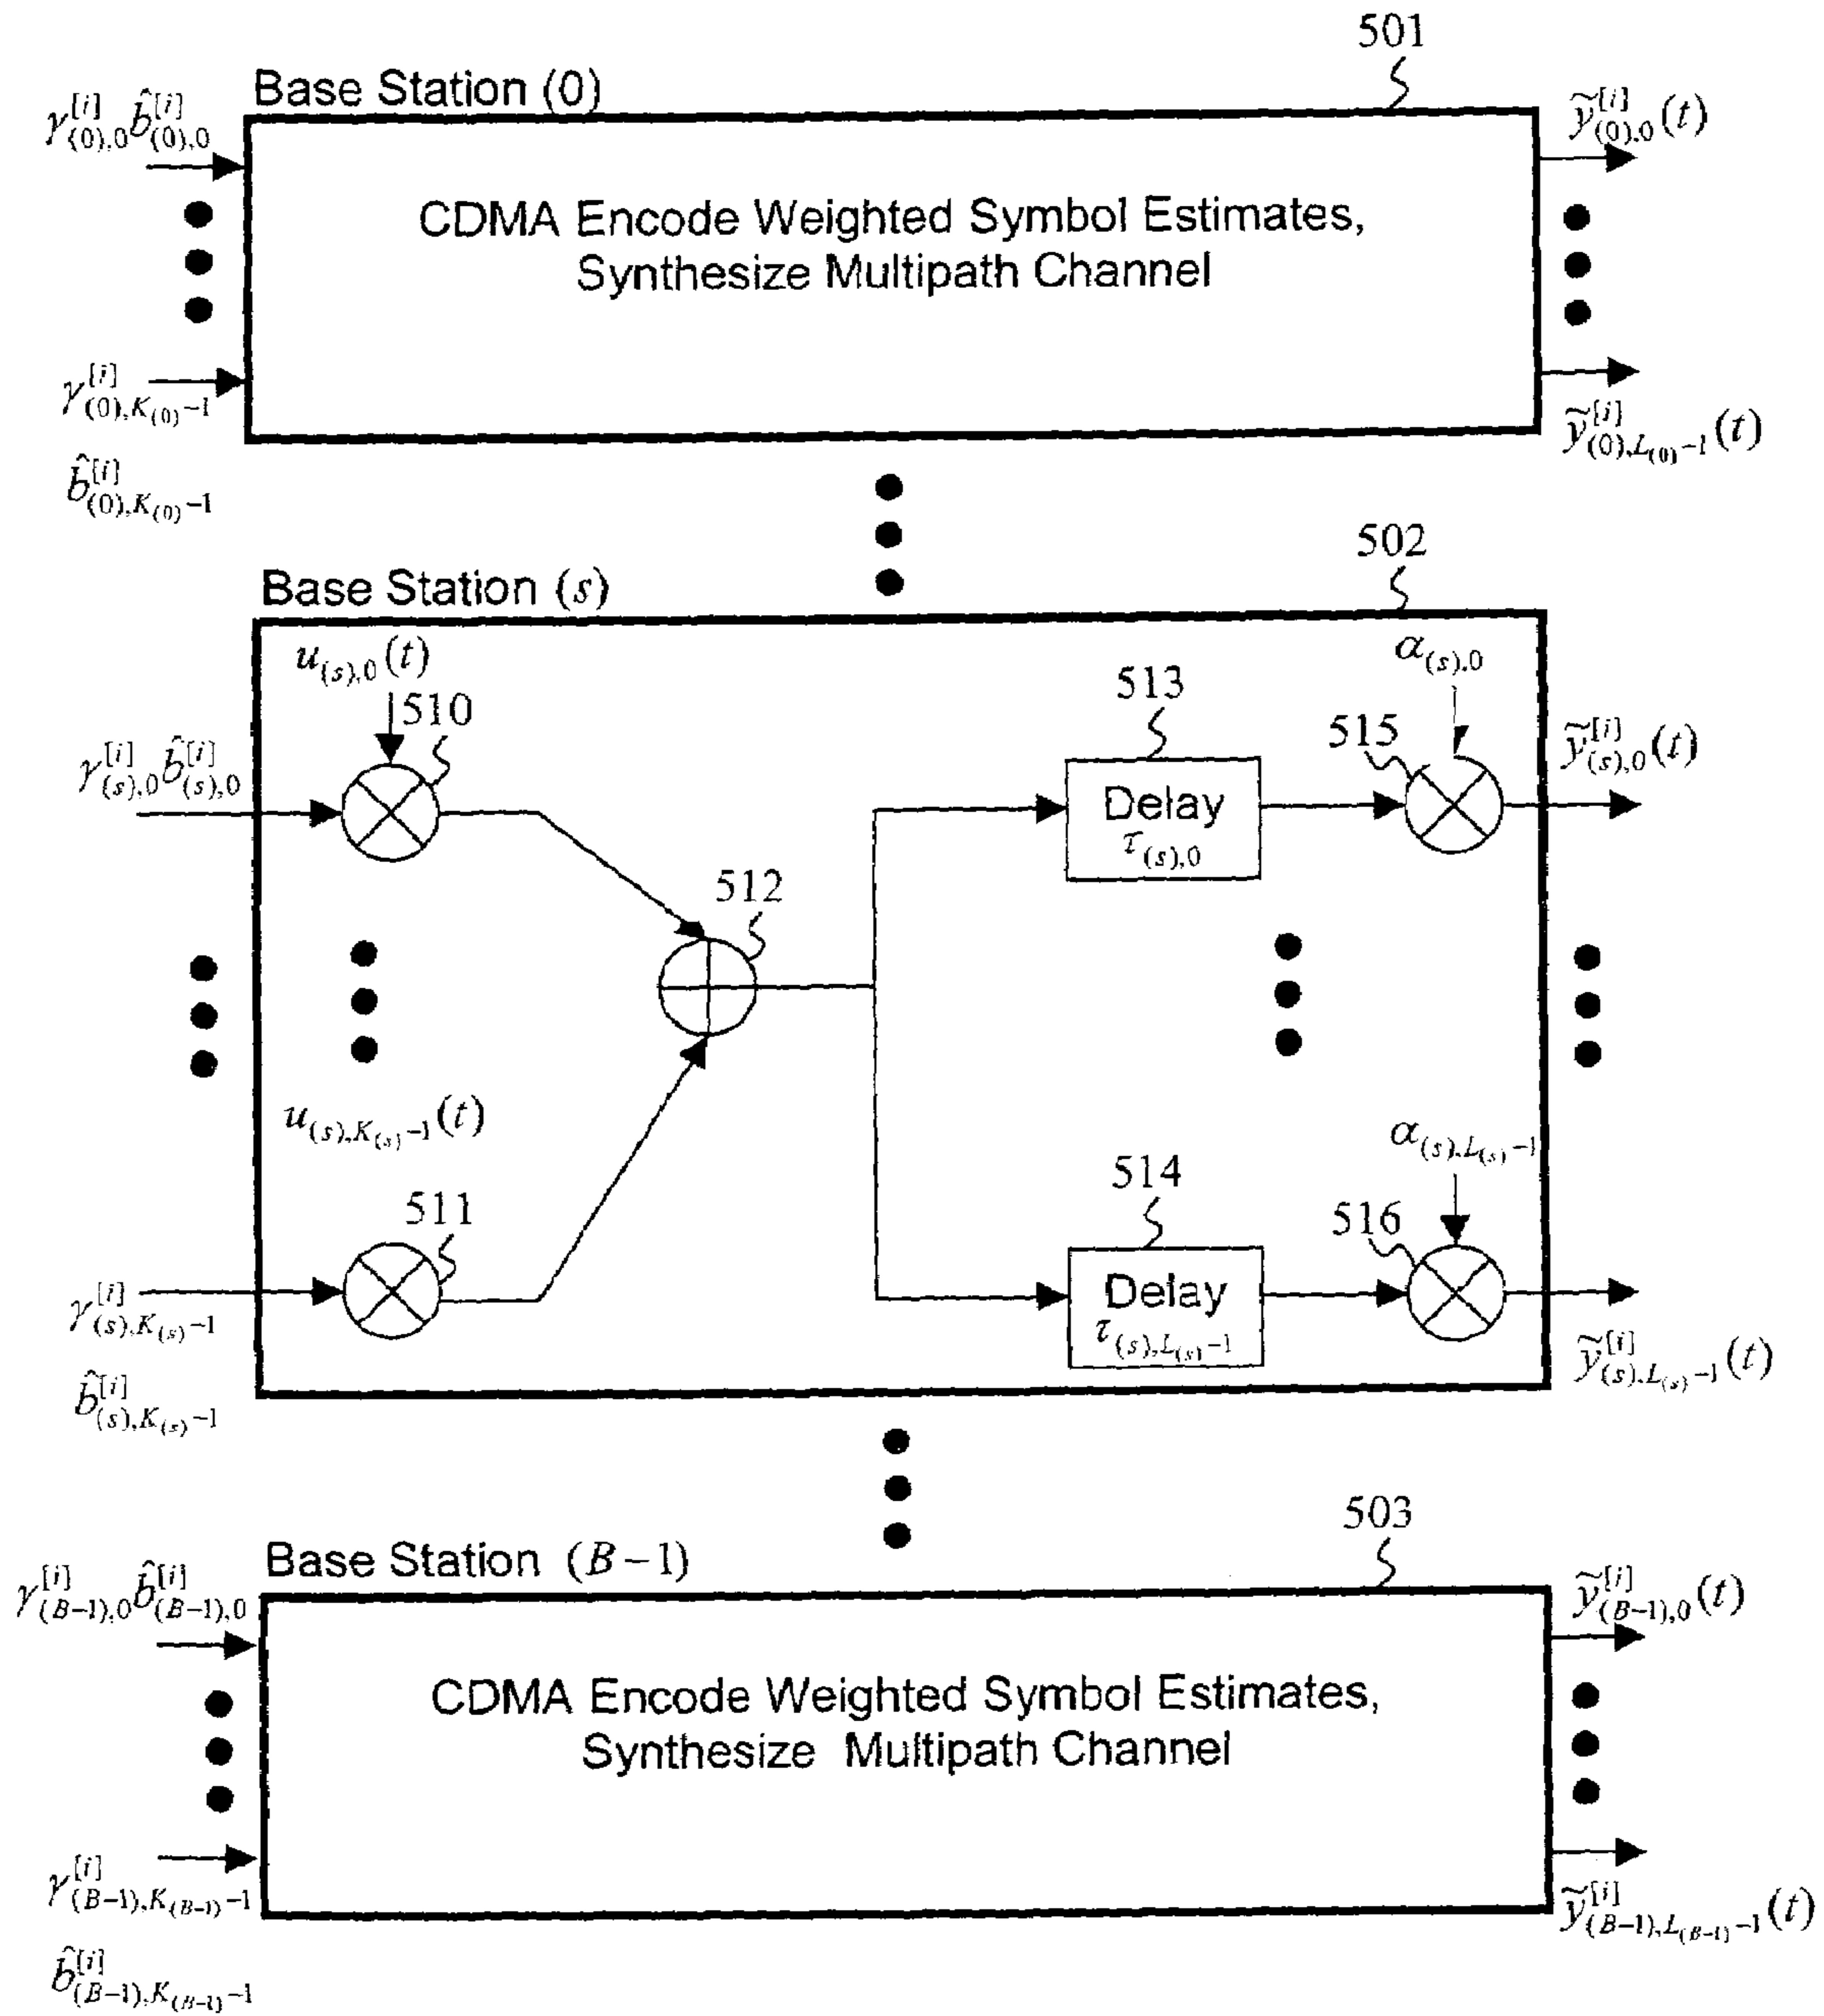 501
Base Station (0)
γ^{[i]}_{(0),0} b̂^{[i]}_{(0),0}
ỹ^{[i]}_{(0),0}(t)
CDMA Encode Weighted Symbol Estimates,
Synthesize Multipath Channel
γ^{[i]}_{(0),K_{(0)}-1}
b̂^{[i]}_{(0),K_{(0)}-1}
ỹ^{[i]}_{(0),L_{(0)}-1}(t)
502
Base Station (s)
u_{(s),0}(t)
α_{(s),0}
510
513
515
γ^{[i]}_{(s),0} b̂^{[i]}_{(s),0}
ỹ^{[i]}_{(s),0}(t)
Delay
τ_{(s),0}
512
u_{(s),K_{(s)}-1}(t)
α_{(s),L_{(s)}-1}
511
514
516
γ^{[i]}_{(s),K_{(s)}-1}
b̂^{[i]}_{(s),K_{(s)}-1}
Delay
τ_{(s),L_{(s)}-1}
ỹ^{[i]}_{(s),L_{(s)}-1}(t)
503
Base Station (B-1)
γ^{[i]}_{(B-1),0} b̂^{[i]}_{(B-1),0}
ỹ^{[i]}_{(B-1),0}(t)
CDMA Encode Weighted Symbol Estimates,
Synthesize Multipath Channel
γ^{[i]}_{(B-1),K_{(B-1)}-1}
b̂^{[i]}_{(B-1),K_{(B-1)}-1}
ỹ^{[i]}_{(B-1),L_{(B-1)}-1}(t)